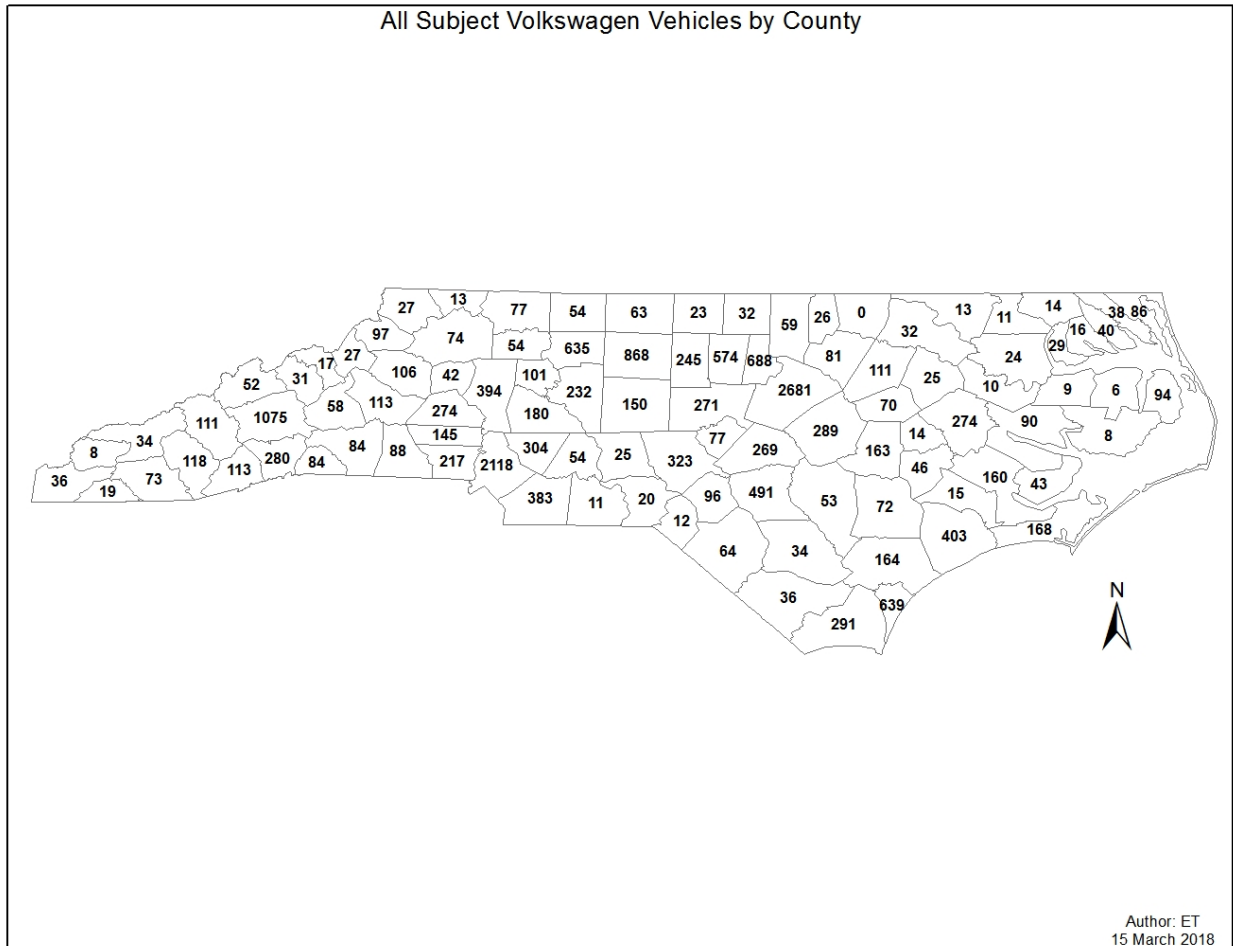 All Subject Volkswagen Vehicles by County
27 13 77 54 63 23 32 59 26 0 32 13 11 14 38 86
97 74 54 635 868 245 574 688 81 24 29 16 40
17 27 106 42 394 101 232 150 271 2681 111 25 10 9 6 94
52 31 58 113 274 180 70
111 1075 145 304 54 25 323 77 269 289 163 14 274 90 8
8 34 118 113 280 84 84 88 217 2118 46 160 43
36 19 73 383 11 20 12 96 491 53 72 15 403 168
64 34 164
36 291 639
N
Author: ET
15 March 2018